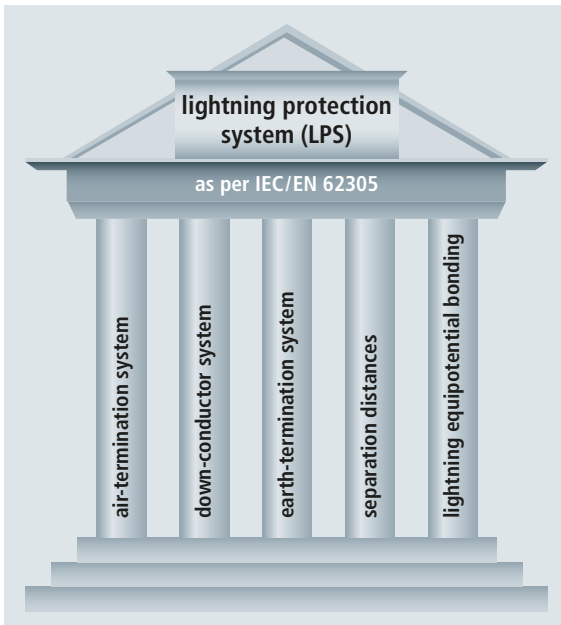 lightning protection
system (LPS)
as per IEC/EN 62305
air-termination system
down-conductor system
earth-termination system
separation distances
lightning equipotential bonding